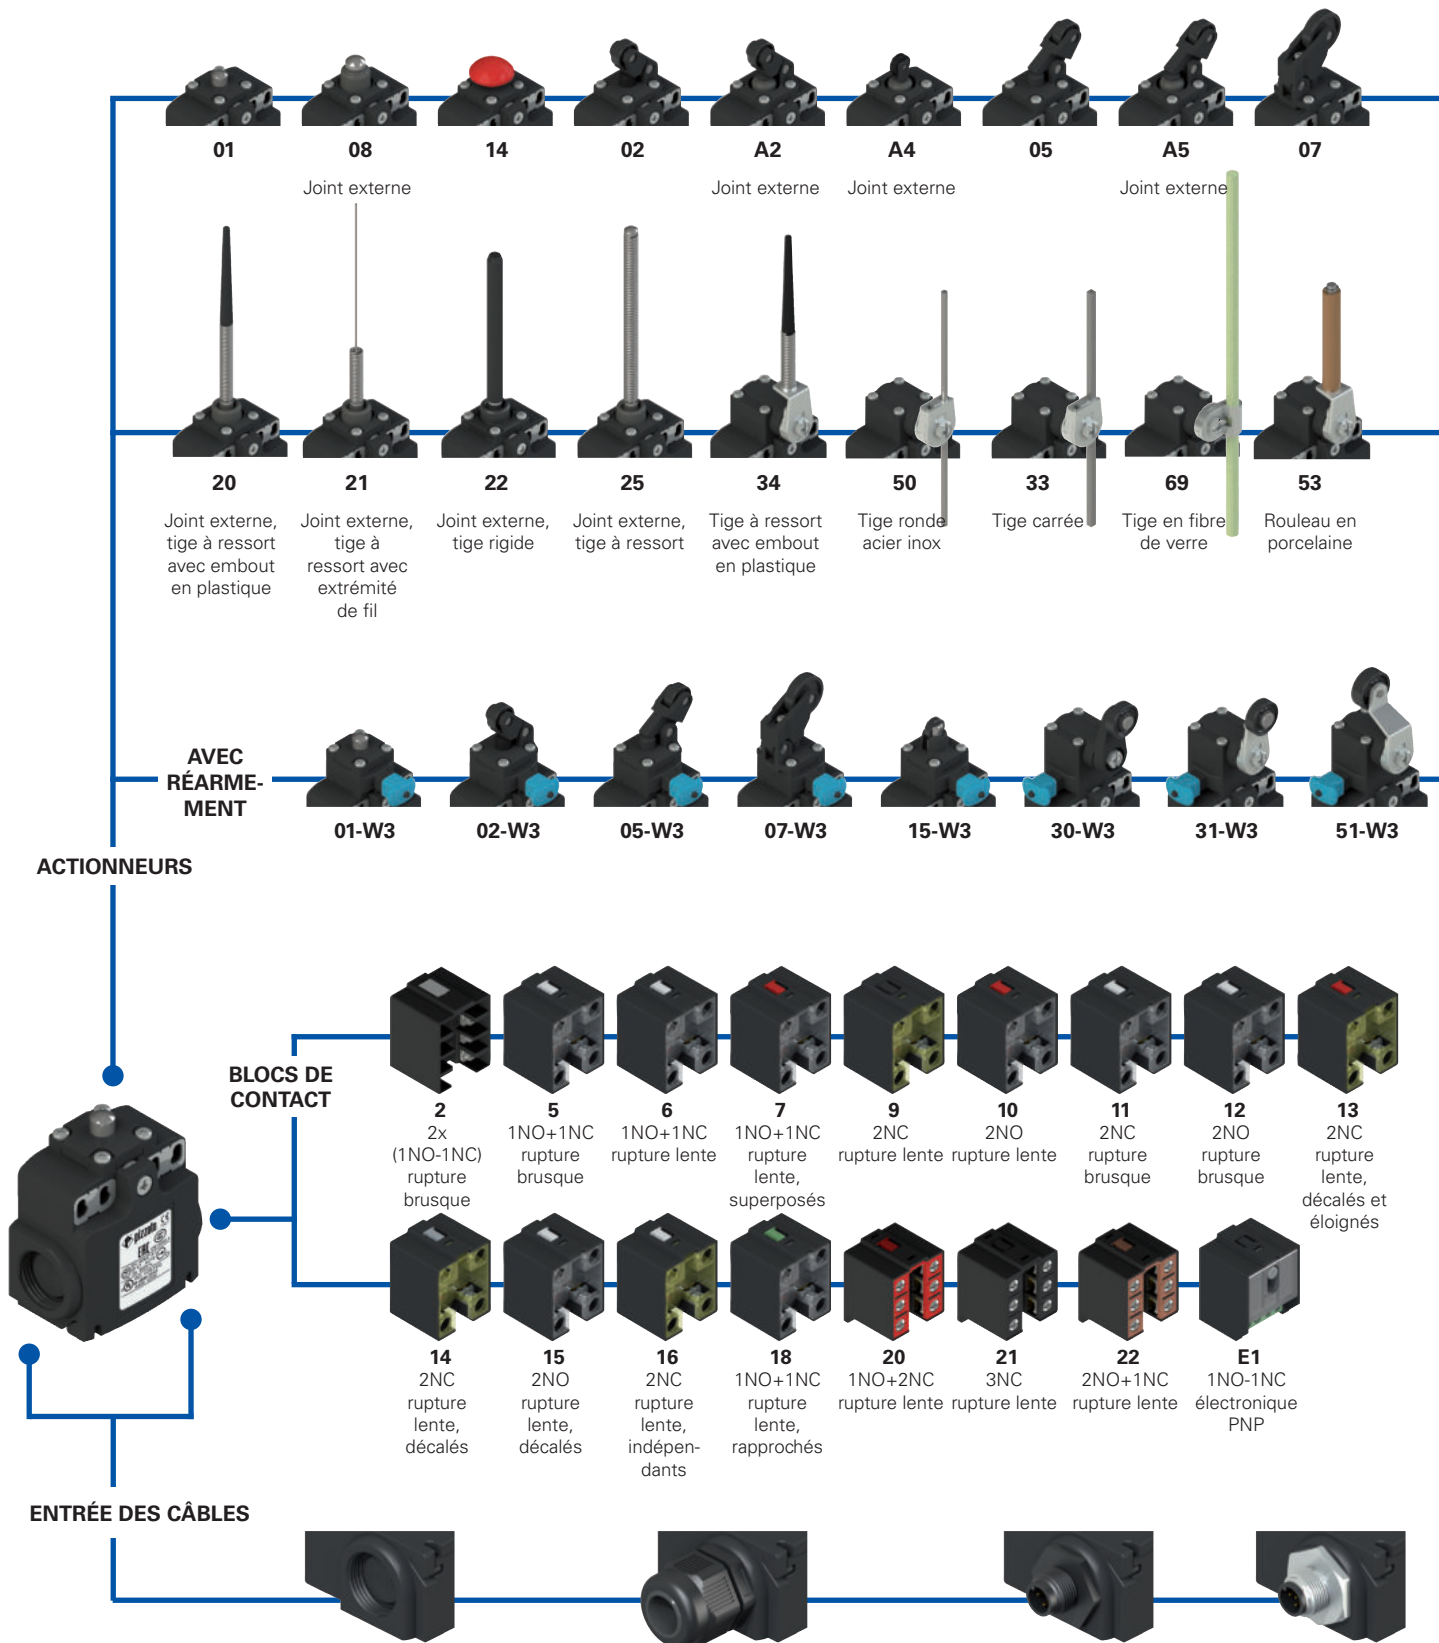 01
08
14
02
A2
A4
05
A5
07
Joint externe
Joint externe
Joint externe
Joint externe
20
21
22
25
34
50
33
69
53
Joint externe,
tige à ressort
avec embout
en plastique
Joint externe,
tige à
ressort avec
extrémité
de fil
Joint externe,
tige rigide
Joint externe,
tige à ressort
Tige à ressort
avec embout
en plastique
Tige ronde
acier inox
Tige carrée
Tige en fibre
de verre
Rouleau en
porcelaine
AVEC
RÉARME-
MENT
01-W3
02-W3
05-W3
07-W3
15-W3
30-W3
31-W3
51-W3
ACTIONNEURS
BLOCS DE
CONTACT
2
2x
(1NO-1NC)
rupture
brusque
5
1NO+1NC
rupture
brusque
6
1NO+1NC
rupture lente
7
1NO+1NC
rupture
lente,
superposés
9
2NC
rupture lente
10
2NO
rupture lente
11
2NC
rupture
brusque
12
2NO
rupture
brusque
13
2NC
rupture
lente,
décalés et
éloignés
pizzato
14
2NC
rupture
lente,
décalés
15
2NO
rupture
lente,
décalés
16
2NC
rupture
lente,
indépen-
dants
18
1NO+1NC
rupture
lente,
rapprochés
20
1NO+2NC
rupture lente
21
3NC
rupture lente
22
2NO+1NC
rupture lente
E1
1NO-1NC
électronique
PNP
ENTRÉE DES CÂBLES